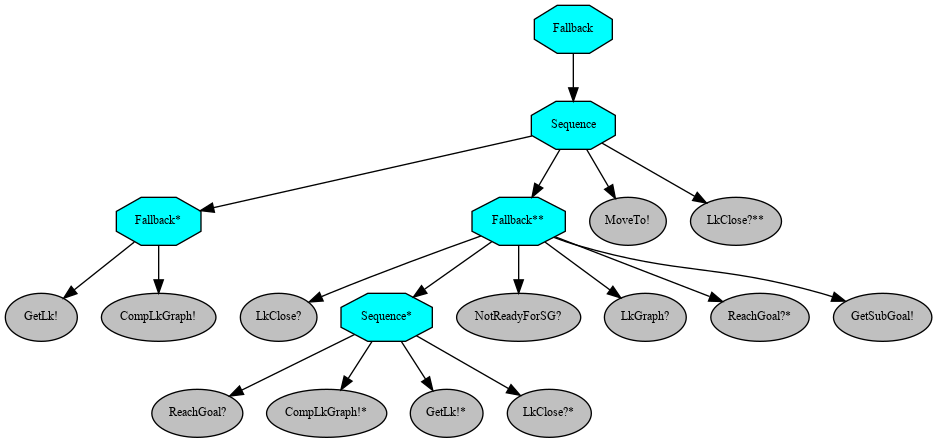 Fallback
Sequence
Fallback*
Fallback**
MoveTo!
LkClose?**
GetLk!
CompLkGraph!
LkClose?
Sequence*
NotReadyForSG?
LkGraph?
ReachGoal?*
GetSubGoal!
ReachGoal?
CompLkGraph!*
GetLk!*
LkClose?*